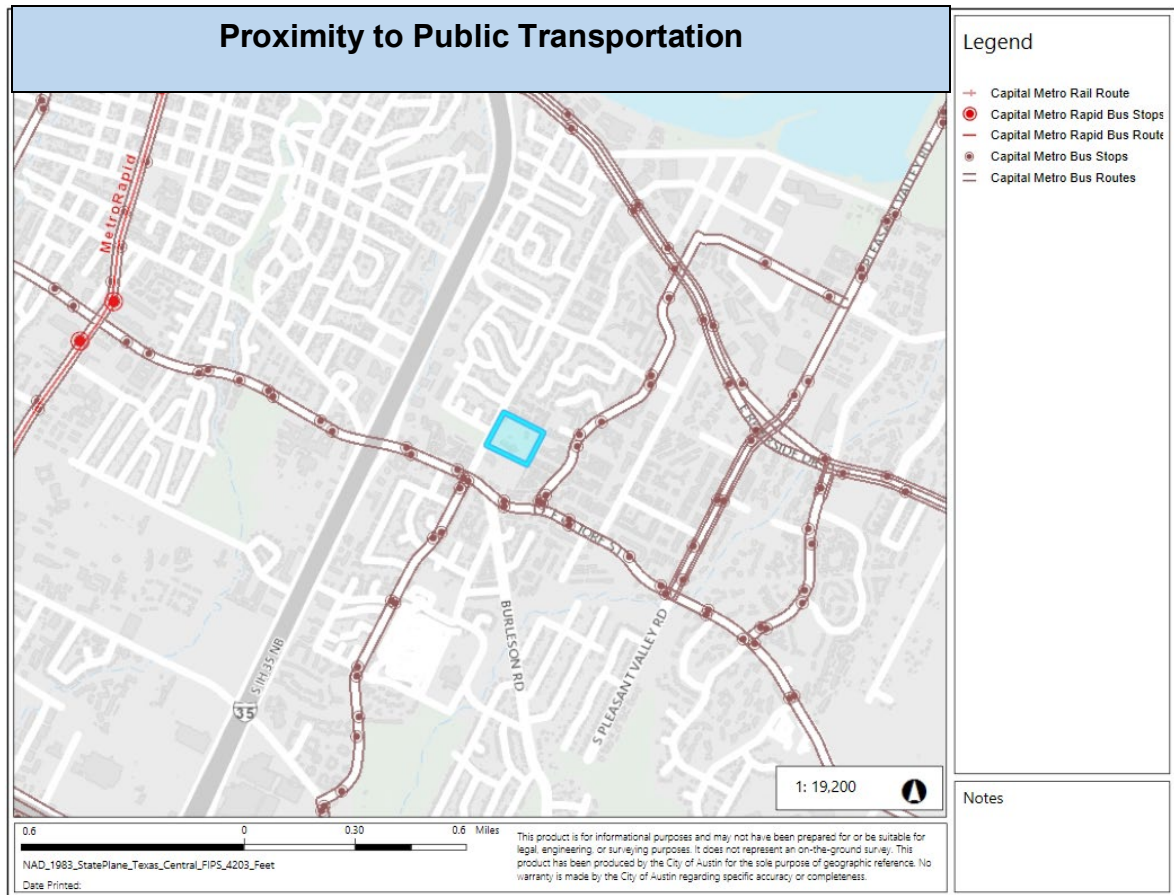 Proximity to Public Transportation
Legend
Capital Metro Rail Route
Capital Metro Rapid Bus Stops
Capital Metro Rapid Bus Route
Capital Metro Bus Stops
Capital Metro Bus Routes
MetroRapid
PLEASANT VALLEY RD
S IH 35 NB
35
BURLESON RD
S PLEASANT VALLEY RD
1: 19,200
Notes
0.6 0 0.30 0.6 Miles
NAD_1983_StatePlane_Texas_Central_FIPS_4203_Feet
Date Printed:
This product is for informational purposes and may not have been prepared for or be suitable for
legal, engineering, or surveying purposes. It does not represent an on-the-ground survey. This
product has been produced by the City of Austin for the sole purpose of geographic reference. No
warranty is made by the City of Austin regarding specific accuracy or completeness.